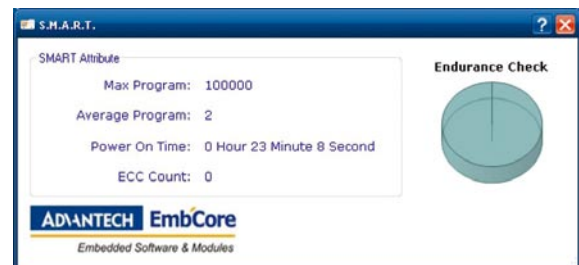 S.M.A.R.T.
SMART Attribute
Max Program: 100000
Average Program: 2
Power On Time: 0 Hour 23 Minute 8 Second
ECC Count: 0
Endurance Check
ADVANTECH EmbCore
Embedded Software & Modules